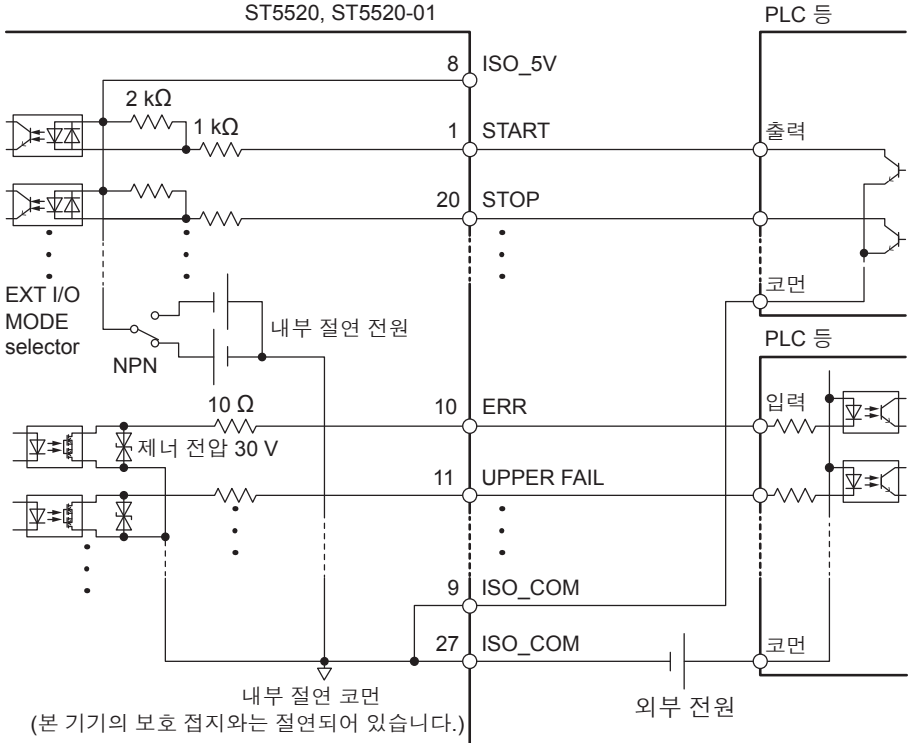 ST5520, ST5520-01
PLC 등
8 ISO_5V
2 kΩ
1 kΩ
1 START
출력
20 STOP
EXT I/O
MODE
selector
NPN
내부 절연 전원
코먼
PLC 등
10 Ω
10 ERR
입력
제너 전압 30 V
11 UPPER FAIL
9 ISO_COM
27 ISO_COM
코먼
내부 절연 코먼
(본 기기의 보호 접지와는 절연되어 있습니다.)
외부 전원